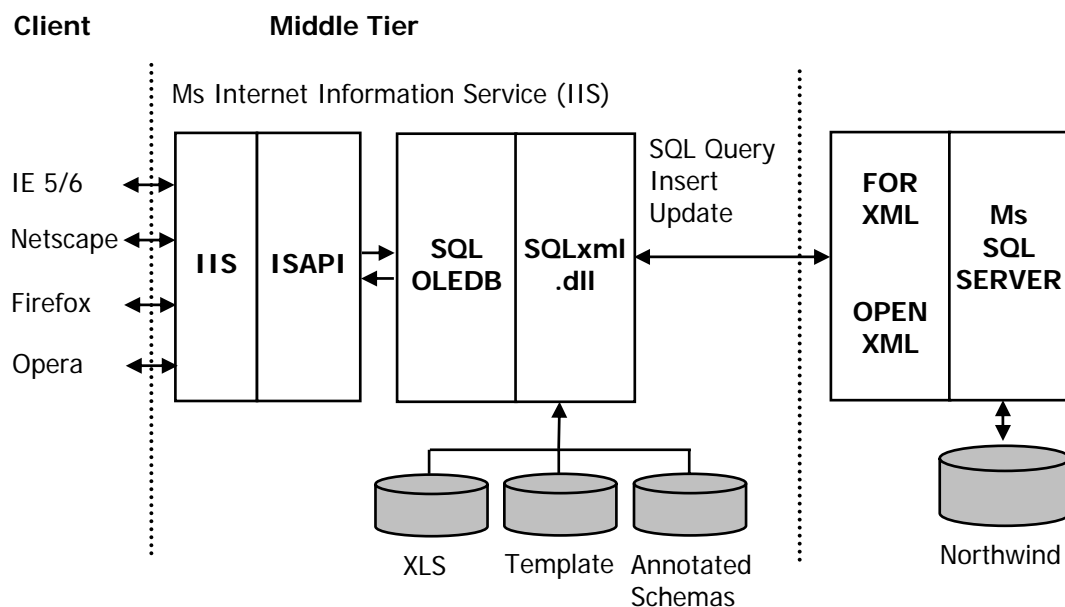 Client
Middle Tier
Ms Internet Information Service (IIS)
IE 5/6
Netscape
Firefox
Opera
IIS
ISAPI
SQL
OLEDB
SQLxml
.dll
SQL Query
Insert
Update
FOR
XML
OPEN
XML
Ms
SQL
SERVER
XLS
Template
Annotated
Schemas
Northwind